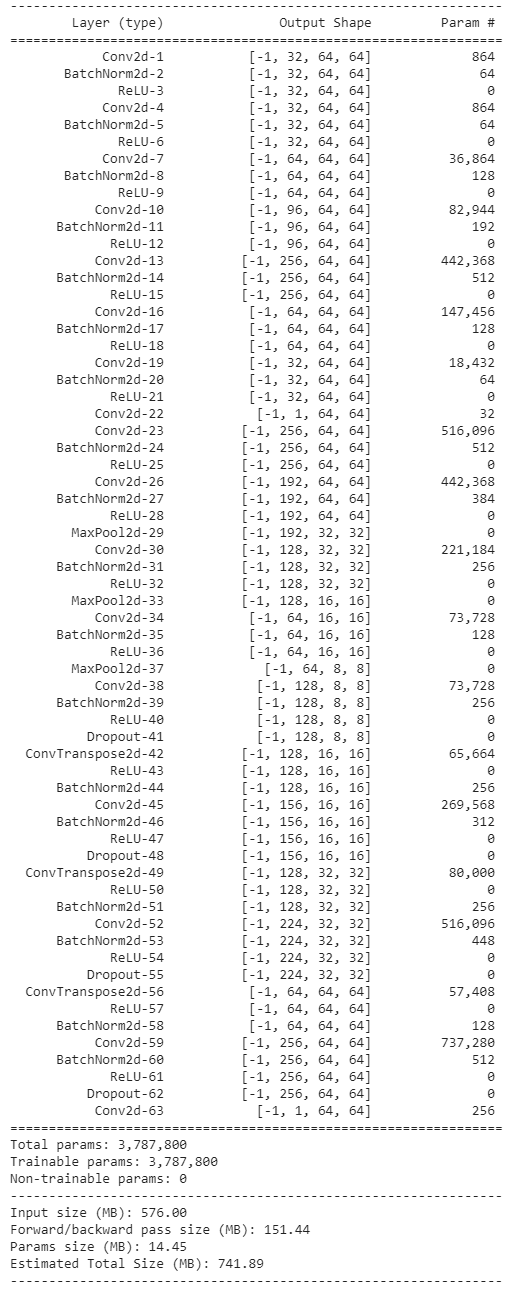 ----------------------------------------------------------------
Layer (type) Output Shape Param #
================================================================
Conv2d-1 [-1, 32, 64, 64] 864
BatchNorm2d-2 [-1, 32, 64, 64] 64
ReLU-3 [-1, 32, 64, 64] 0
Conv2d-4 [-1, 32, 64, 64] 864
BatchNorm2d-5 [-1, 32, 64, 64] 64
ReLU-6 [-1, 32, 64, 64] 0
Conv2d-7 [-1, 64, 64, 64] 36,864
BatchNorm2d-8 [-1, 64, 64, 64] 128
ReLU-9 [-1, 64, 64, 64] 0
Conv2d-10 [-1, 96, 64, 64] 82,944
BatchNorm2d-11 [-1, 96, 64, 64] 192
ReLU-12 [-1, 96, 64, 64] 0
Conv2d-13 [-1, 256, 64, 64] 442,368
BatchNorm2d-14 [-1, 256, 64, 64] 512
ReLU-15 [-1, 256, 64, 64] 0
Conv2d-16 [-1, 64, 64, 64] 147,456
BatchNorm2d-17 [-1, 64, 64, 64] 128
ReLU-18 [-1, 64, 64, 64] 0
Conv2d-19 [-1, 32, 64, 64] 18,432
BatchNorm2d-20 [-1, 32, 64, 64] 64
ReLU-21 [-1, 32, 64, 64] 0
Conv2d-22 [-1, 1, 64, 64] 32
Conv2d-23 [-1, 256, 64, 64] 516,096
BatchNorm2d-24 [-1, 256, 64, 64] 512
ReLU-25 [-1, 256, 64, 64] 0
Conv2d-26 [-1, 192, 64, 64] 442,368
BatchNorm2d-27 [-1, 192, 64, 64] 384
ReLU-28 [-1, 192, 64, 64] 0
MaxPool2d-29 [-1, 192, 32, 32] 0
Conv2d-30 [-1, 128, 32, 32] 221,184
BatchNorm2d-31 [-1, 128, 32, 32] 256
ReLU-32 [-1, 128, 32, 32] 0
MaxPool2d-33 [-1, 128, 16, 16] 0
Conv2d-34 [-1, 64, 16, 16] 73,728
BatchNorm2d-35 [-1, 64, 16, 16] 128
ReLU-36 [-1, 64, 16, 16] 0
MaxPool2d-37 [-1, 64, 8, 8] 0
Conv2d-38 [-1, 128, 8, 8] 73,728
BatchNorm2d-39 [-1, 128, 8, 8] 256
ReLU-40 [-1, 128, 8, 8] 0
Dropout-41 [-1, 128, 8, 8] 0
ConvTranspose2d-42 [-1, 128, 16, 16] 65,664
ReLU-43 [-1, 128, 16, 16] 0
BatchNorm2d-44 [-1, 128, 16, 16] 256
Conv2d-45 [-1, 156, 16, 16] 269,568
BatchNorm2d-46 [-1, 156, 16, 16] 312
ReLU-47 [-1, 156, 16, 16] 0
Dropout-48 [-1, 156, 16, 16] 0
ConvTranspose2d-49 [-1, 128, 32, 32] 80,000
ReLU-50 [-1, 128, 32, 32] 0
BatchNorm2d-51 [-1, 128, 32, 32] 256
Conv2d-52 [-1, 224, 32, 32] 516,096
BatchNorm2d-53 [-1, 224, 32, 32] 448
ReLU-54 [-1, 224, 32, 32] 0
Dropout-55 [-1, 224, 32, 32] 0
ConvTranspose2d-56 [-1, 64, 64, 64] 57,408
ReLU-57 [-1, 64, 64, 64] 0
BatchNorm2d-58 [-1, 64, 64, 64] 128
Conv2d-59 [-1, 256, 64, 64] 737,280
BatchNorm2d-60 [-1, 256, 64, 64] 512
ReLU-61 [-1, 256, 64, 64] 0
Dropout-62 [-1, 256, 64, 64] 0
Conv2d-63 [-1, 1, 64, 64] 256
================================================================
Total params: 3,787,800
Trainable params: 3,787,800
Non-trainable params: 0
----------------------------------------------------------------
Input size (MB): 576.00
Forward/backward pass size (MB): 151.44
Params size (MB): 14.45
Estimated Total Size (MB): 741.89
----------------------------------------------------------------